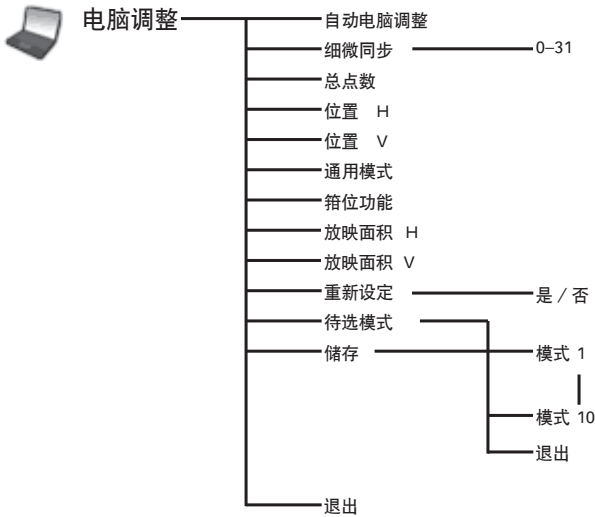 电脑调整
自动电脑调整
细微同步 0–31
总点数
位置 H
位置 V
通用模式
箝位功能
放映面积 H
放映面积 V
重新设定 是 / 否
待选模式
储存 模式 1
模式 10
退出
退出